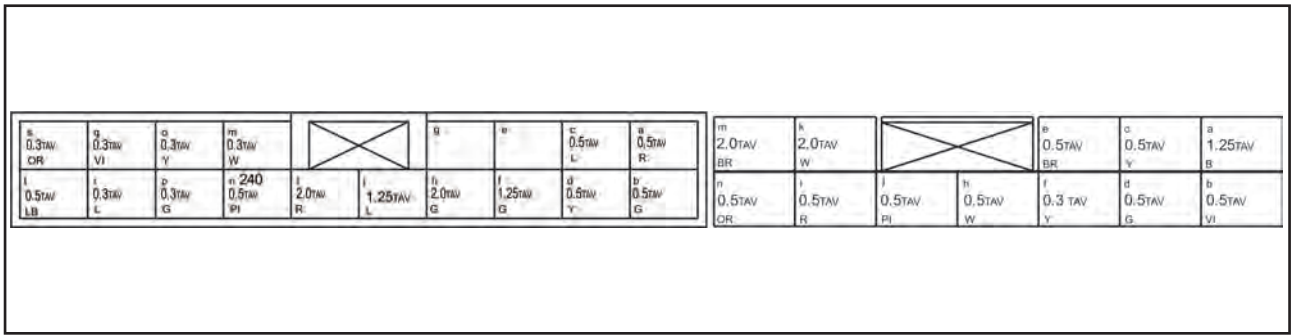 s q o m g e c a
0.3TAV 0.3TAV 0.3TAV 0.3TAV 0.5TAV 0.5TAV
OR VI Y W L R
r p n 240 j h f d b
0.5TAV 0.3TAV 0.3TAV 0.5TAV 2.0TAV 1.25TAV 2.0TAV 1.25TAV 0.5TAV 0.5TAV
LB L G PI R L G G Y G
m k e c a
2.0TAV 2.0TAV 0.5TAV 0.5TAV 1.25TAV
BR W BR Y B
n j h f d b
0.5TAV 0.5TAV 0.5TAV 0.5TAV 0.3 TAV 0.5TAV 0.5TAV
OR R PI W Y G VI